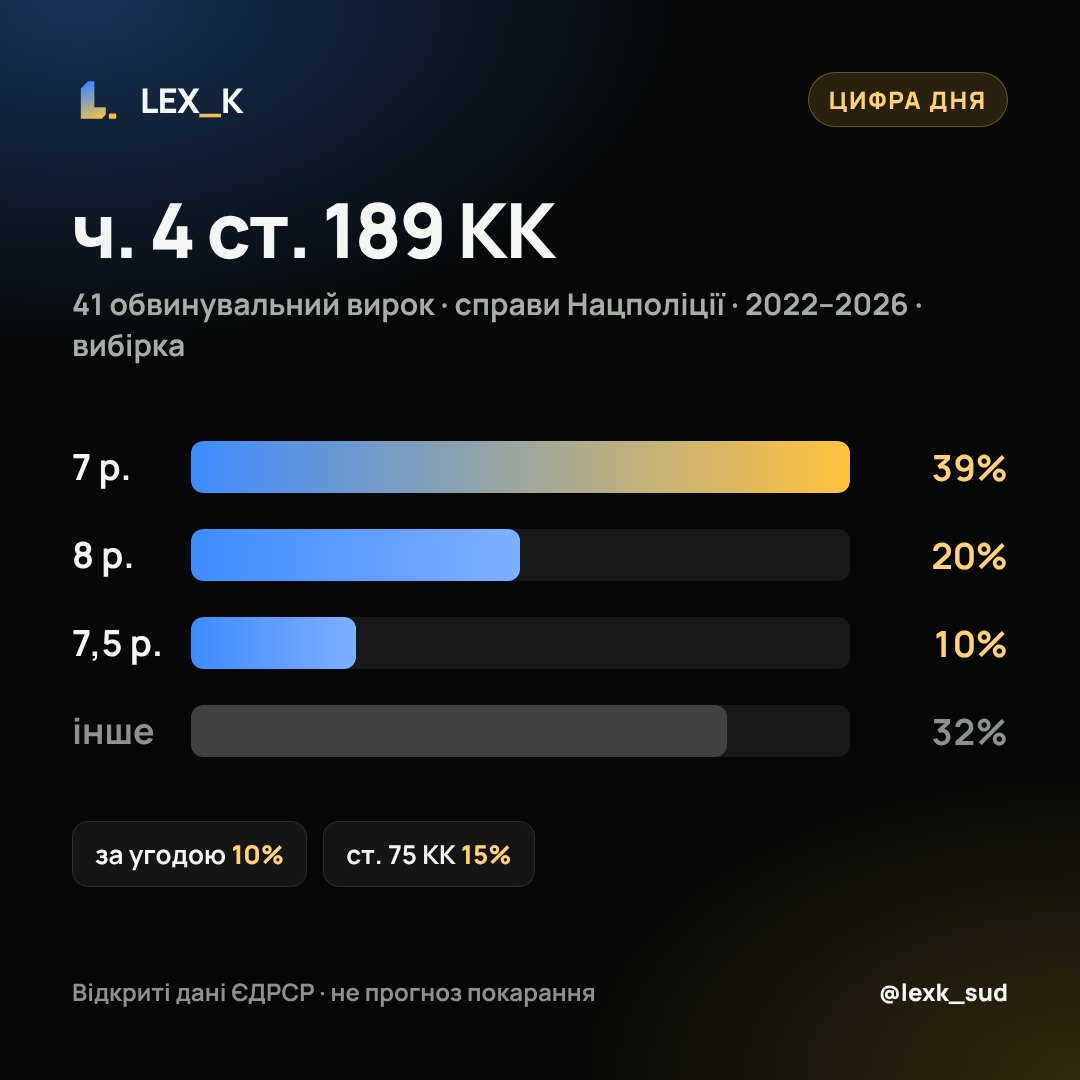 LEX_K
ЦИФРА ДНЯ
ч. 4 ст. 189 КК
41 обвинувальний вирок · справи Нацполіції · 2022–2026 ·
вибірка
7 р. 39%
8 р. 20%
7,5 р. 10%
інше 32%
за угодою 10%
ст. 75 КК 15%
Відкриті дані ЄДРСР · не прогноз покарання
@lexk_sud